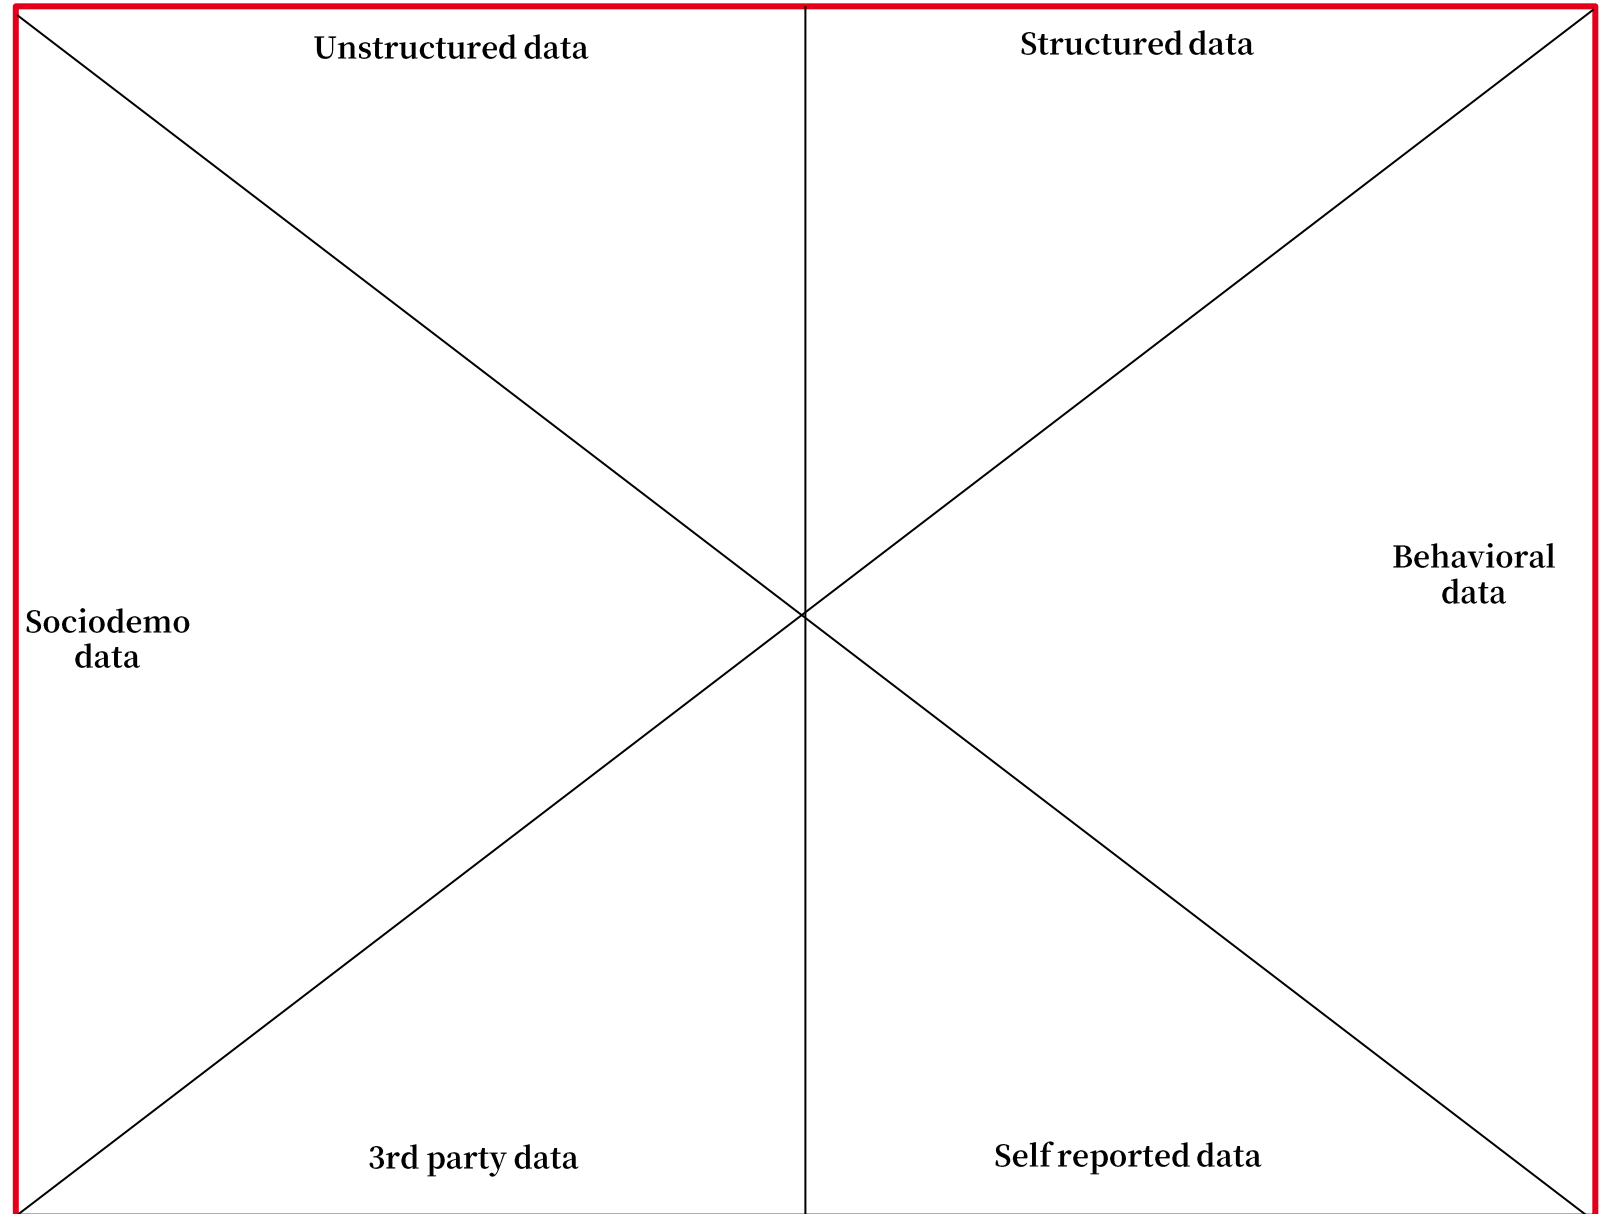 Unstructured data
Structured data
Behavioral
data
Sociodemo
data
3rd party data
Self reported data